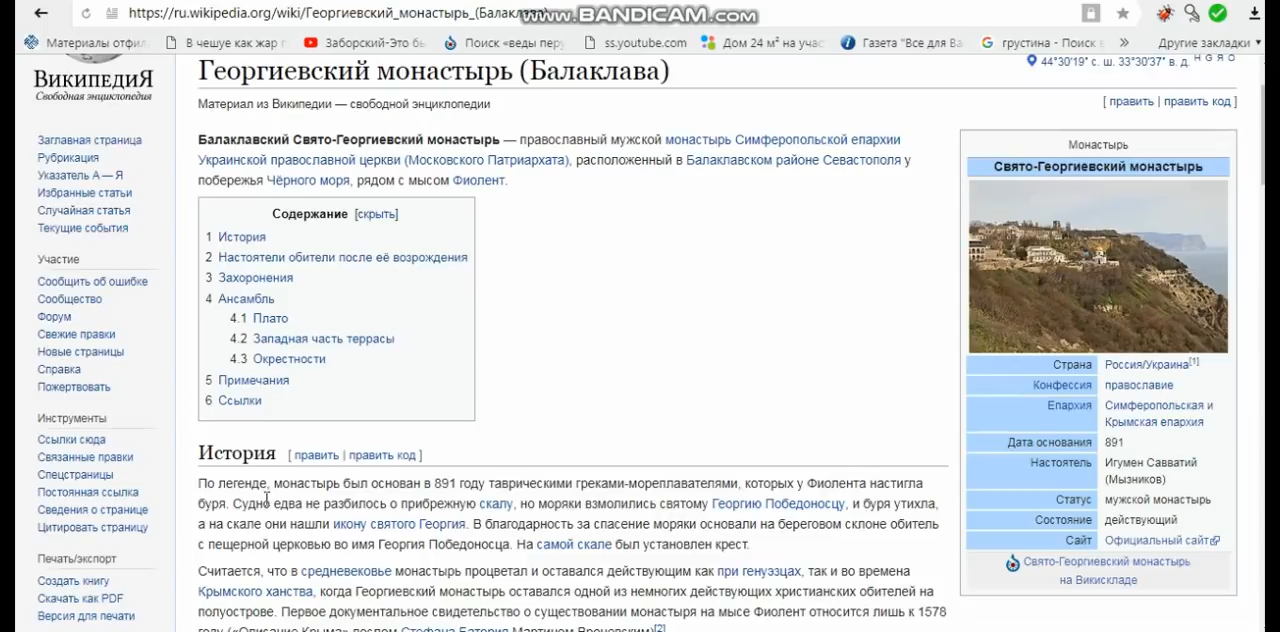 https://ru.wikipedia.org/wiki/Георгиевский_монастырь_(Балаклава)
www.BANDICAM.com
Материалы отфил
В чешуе как жар г
Заборский-Это бы
Поиск «веды перу
ss.youtube.com
Дом 24 м² на учас
Газета "Все для Ва
грустина - Поиск
»
Другие закладки
ВикипедиЯ
Свободная энциклопедия
Георгиевский монастырь (Балаклава)
44°30′19″ с. ш. 33°30′37″ в. д. H G Я O
Материал из Википедии — свободной энциклопедии
[ править | править код ]
Заглавная страница
Рубрикация
Указатель А — Я
Избранные статьи
Случайная статья
Текущие события
Участие
Сообщить об ошибке
Сообщество
Форум
Свежие правки
Новые страницы
Справка
Пожертвовать
Инструменты
Ссылки сюда
Связанные правки
Спецстраницы
Постоянная ссылка
Сведения о странице
Цитировать страницу
Печать/экспорт
Создать книгу
Скачать как PDF
Версия для печати
Балаклавский Свято-Георгиевский монастырь — православный мужской монастырь Симферопольской епархии
Украинской православной церкви (Московского Патриархата), расположенный в Балаклавском районе Севастополя у
побережья Чёрного моря, рядом с мысом Фиолент.
Содержание [скрыть]
1 История
2 Настоятели обители после её возрождения
3 Захоронения
4 Ансамбль
4.1 Плато
4.2 Западная часть террасы
4.3 Окрестности
5 Примечания
6 Ссылки
История [ править | править код ]
По легенде, монастырь был основан в 891 году таврическими греками-мореплавателями, которых у Фиолента настигла
буря. Судно едва не разбилось о прибрежную скалу, но моряки взмолились святому Георгию Победоносцу, и буря утихла,
а на скале они нашли икону святого Георгия. В благодарность за спасение моряки основали на береговом склоне обитель
с пещерной церковью во имя Георгия Победоносца. На самой скале был установлен крест.
Считается, что в средневековье монастырь процветал и оставался действующим как при генуэзцах, так и во времена
Крымского ханства, когда Георгиевский монастырь оставался одной из немногих действующих христианских обителей на
полуострове. Первое документальное свидетельство о существовании монастыря на мысе Фиолент относится лишь к 1578
году («Описание Крыма» послом Стефана Батория Мартином Броневским)[2]
Монастырь
Свято-Георгиевский монастырь
Страна Россия/Украина[1]
Конфессия православие
Епархия Симферопольская и
Крымская епархия
Дата основания 891
Настоятель Игумен Савватий
(Мызников)
Статус мужской монастырь
Состояние действующий
Сайт Официальный сайт
Свято-Георгиевский монастырь
на Викискладе